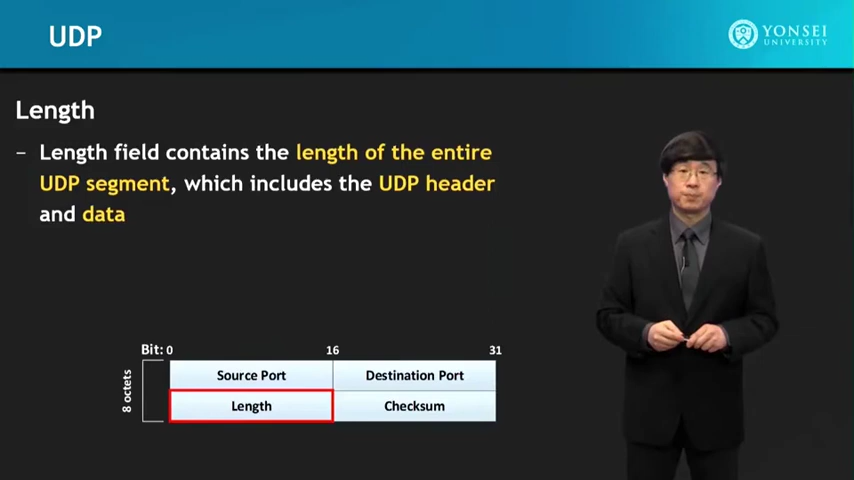 UDP
YONSEI
UNIVERSITY
Length
– Length field contains the length of the entire
UDP segment, which includes the UDP header
and data
Bit: 0 16 31
8 octets
Source Port Destination Port
Length Checksum